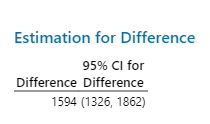 Estimation for Difference
95% CI for
Difference Difference
1594 (1326, 1862)